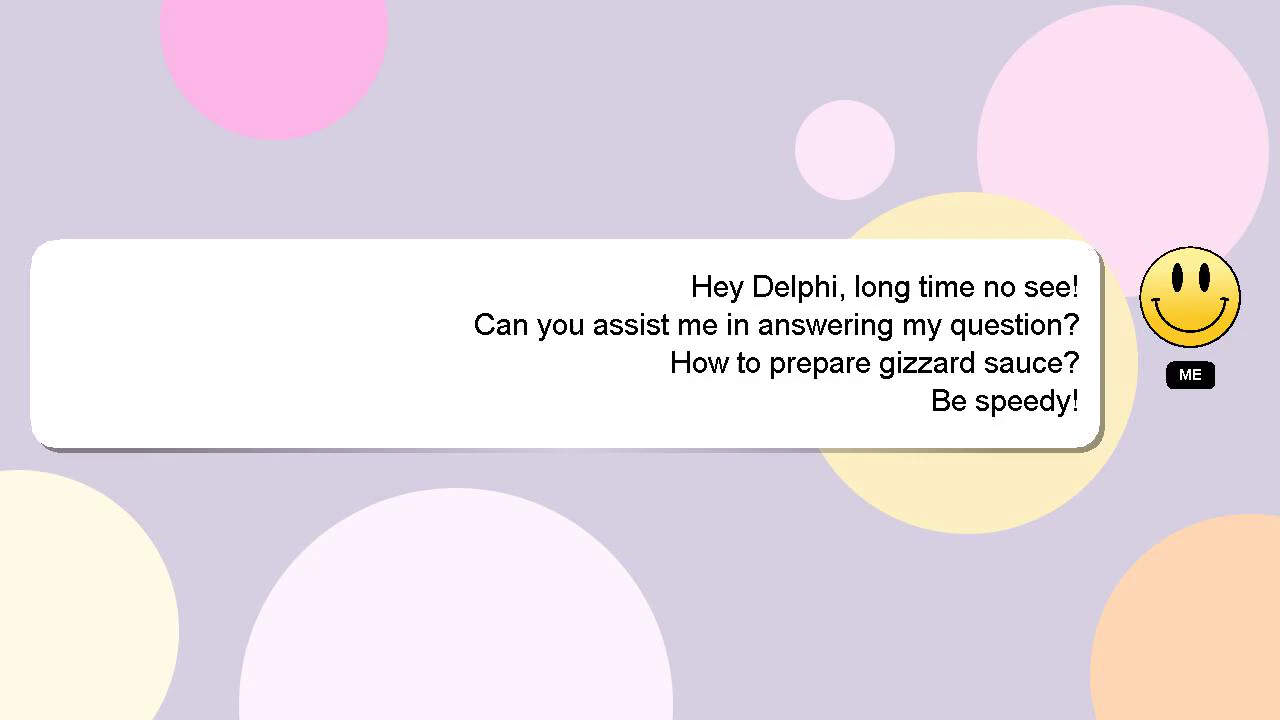 Hey Delphi, long time no see!
Can you assist me in answering my question?
How to prepare gizzard sauce?
Be speedy!
ME